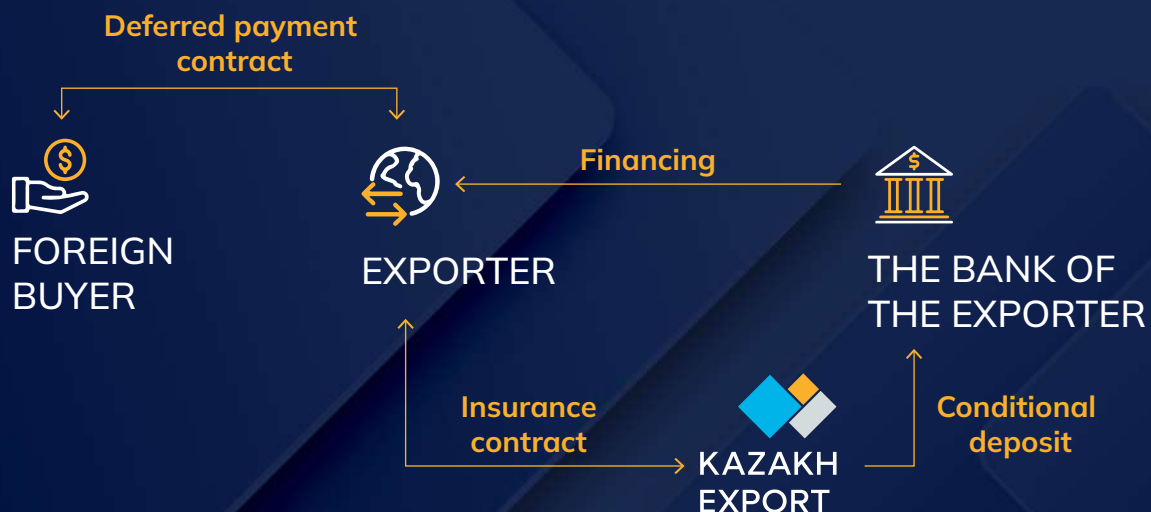 Deferred payment
contract
$
Financing
$
FOREIGN
BUYER
EXPORTER
THE BANK OF
THE EXPORTER
Insurance
contract
Conditional
deposit
KAZAKH
EXPORT